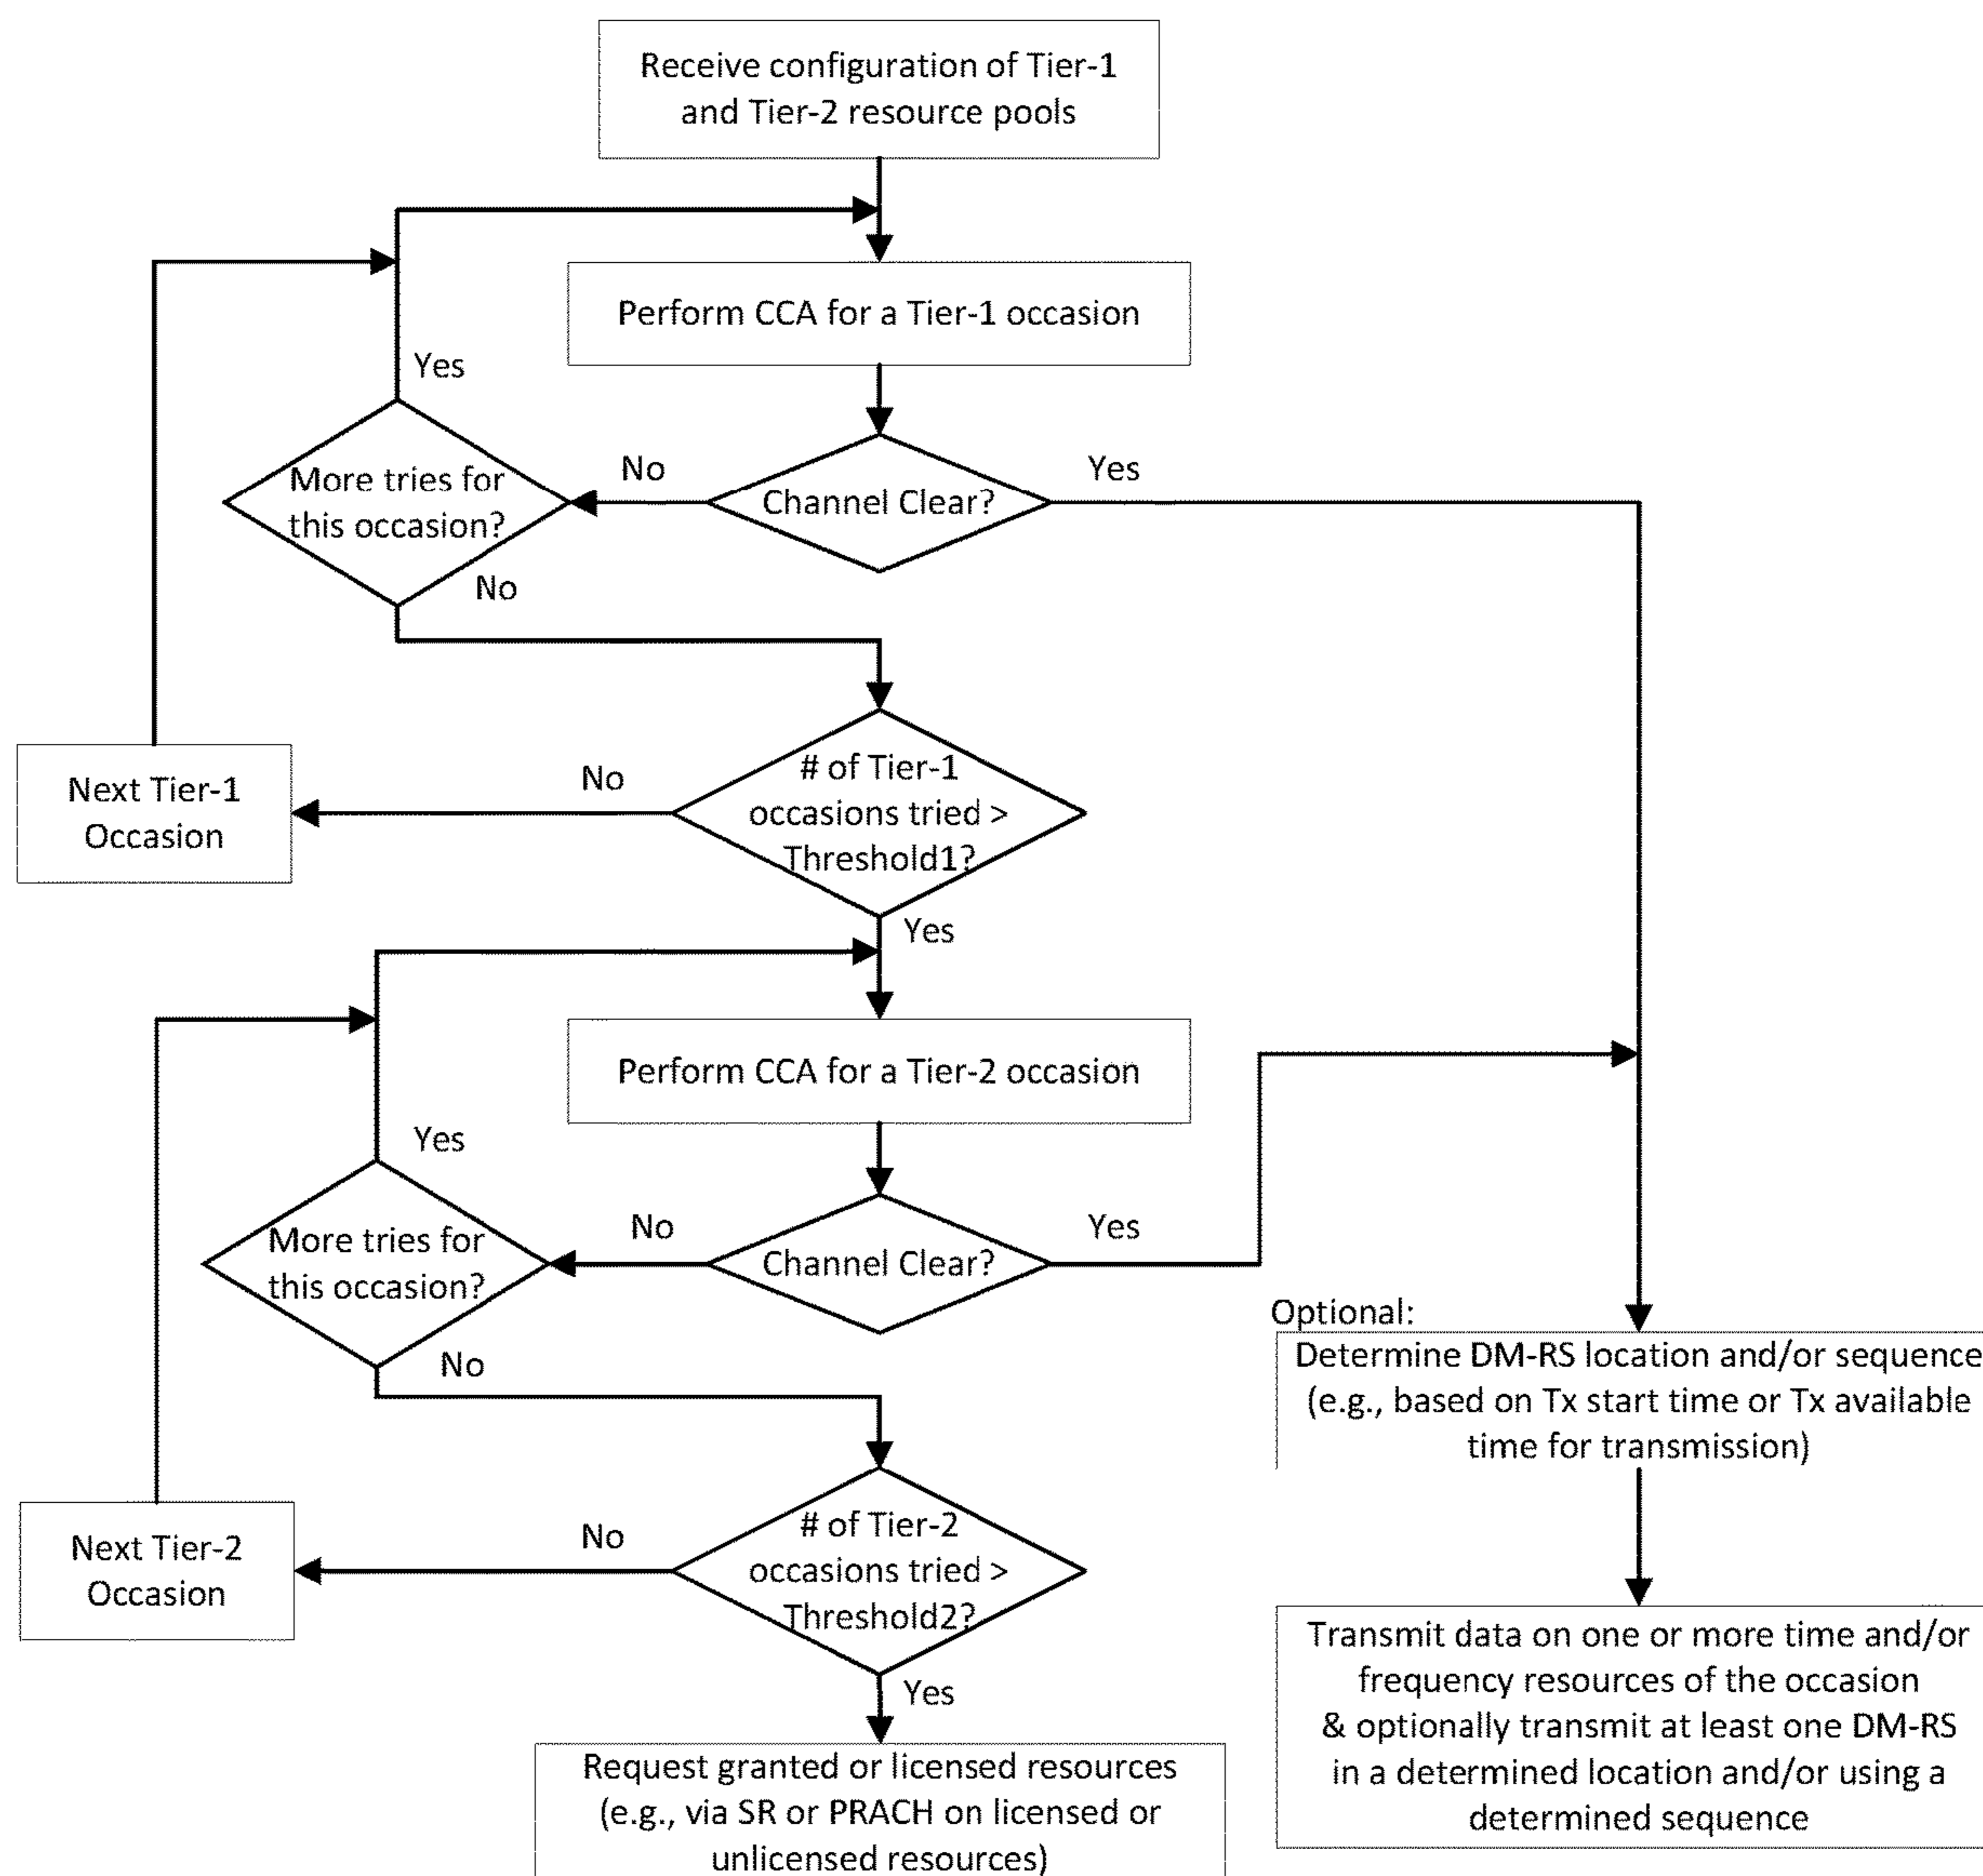 Receive configuration of Tier-1
and Tier-2 resource pools
Perform CCA for a Tier-1 occasion
Yes
More tries for
this occasion?
No
Channel Clear?
Yes
No
# of Tier-1
occasions tried >
Threshold1?
No
Next Tier-1
Occasion
Yes
Perform CCA for a Tier-2 occasion
Yes
More tries for
this occasion?
No
Channel Clear?
Yes
No
# of Tier-2
occasions tried >
Threshold2?
No
Next Tier-2
Occasion
Yes
Request granted or licensed resources
(e.g., via SR or PRACH on licensed or
unlicensed resources)
Optional:
Determine DM-RS location and/or sequence
(e.g., based on Tx start time or Tx available
time for transmission)
Transmit data on one or more time and/or
frequency resources of the occasion
& optionally transmit at least one DM-RS
in a determined location and/or using a
determined sequence